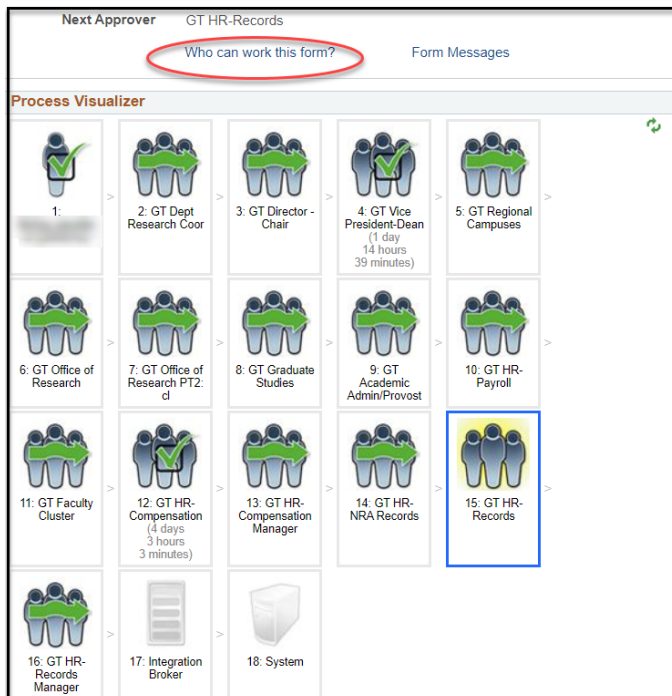 Next Approver GT HR-Records
Who can work this form? Form Messages
Process Visualizer
1:
2: GT Dept
Research Coor
3: GT Director -
Chair
4: GT Vice
President-Dean
(1 day
14 hours
39 minutes)
5: GT Regional
Campuses
6: GT Office of
Research
7: GT Office of
Research PT2:
cl
8: GT Graduate
Studies
9: GT
Academic
Admin/Provost
10: GT HR-
Payroll
11: GT Faculty
Cluster
12: GT HR-
Compensation
(4 days
3 hours
3 minutes)
13: GT HR-
Compensation
Manager
14: GT HR-
NRA Records
15: GT HR-
Records
16: GT HR-
Records
Manager
17: Integration
Broker
18: System